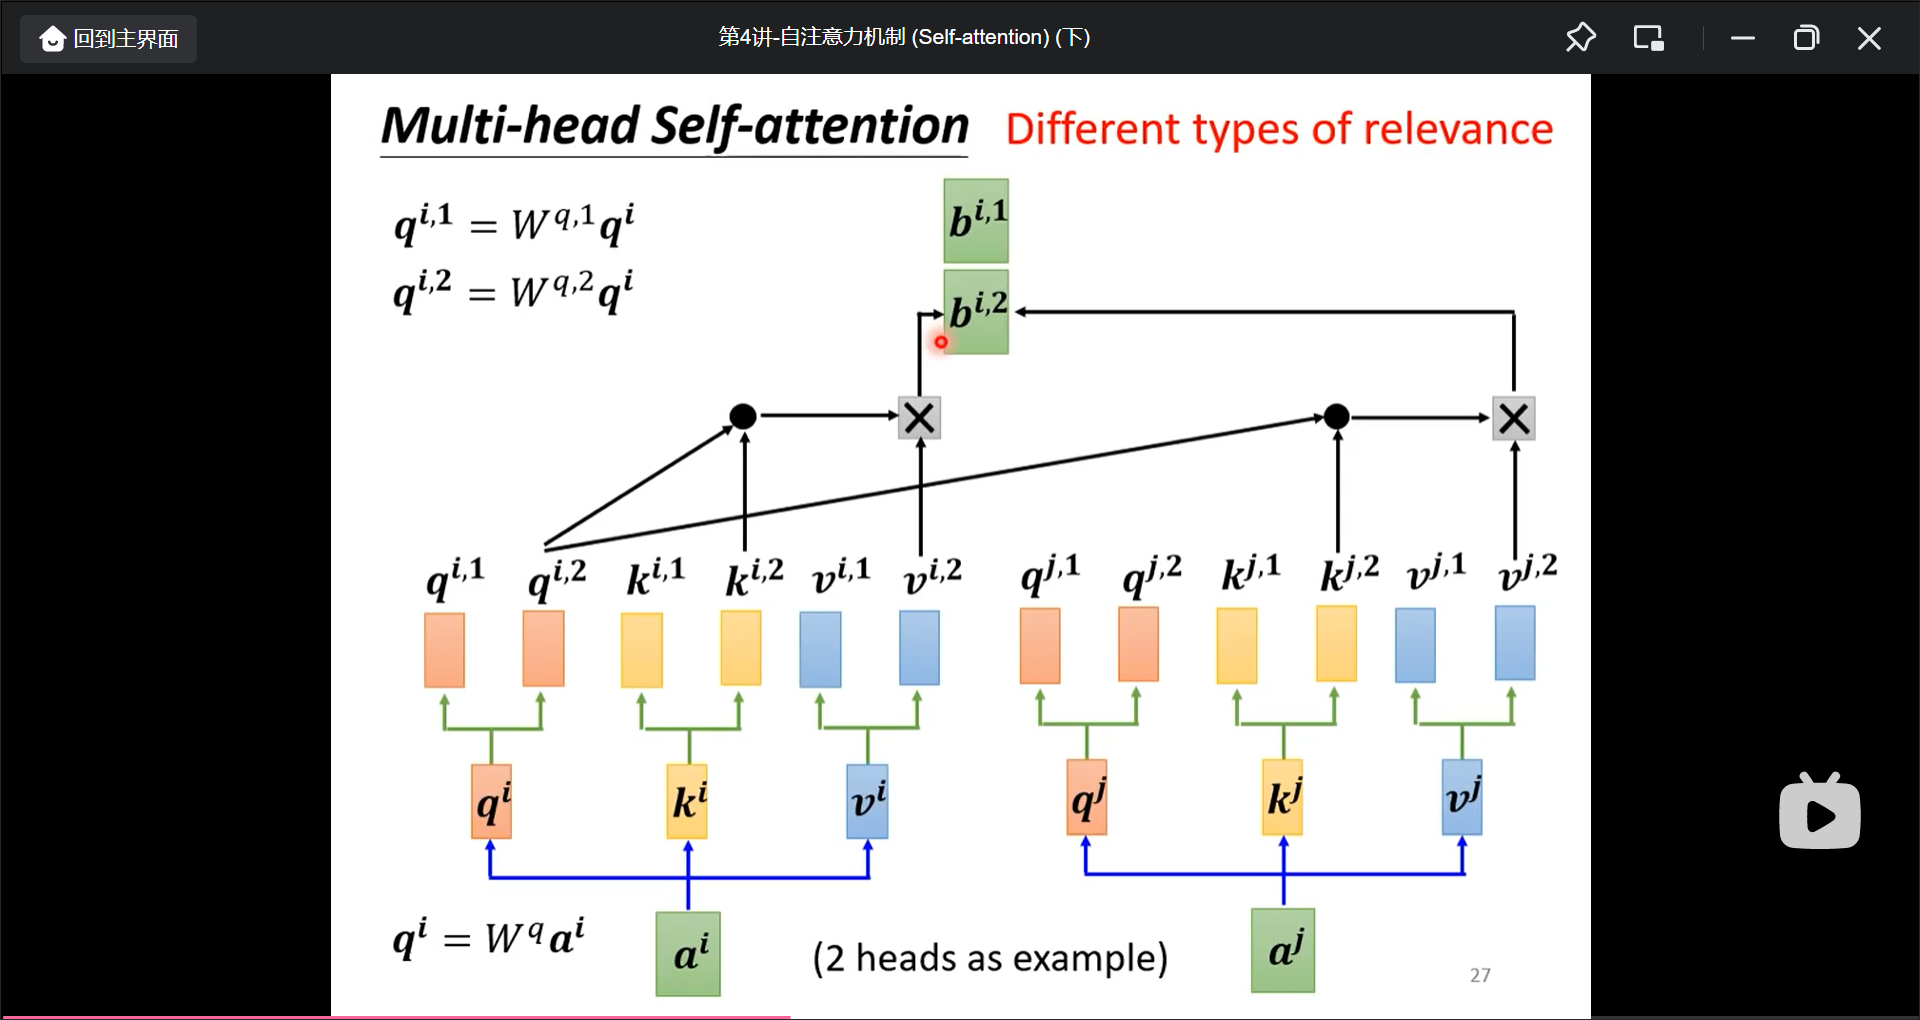 回到主界面
第4讲-自注意力机制 (Self-attention) (下)
Multi-head Self-attention Different types of relevance
q^{i,1} = W^{q,1}q^{i}
q^{i,2} = W^{q,2}q^{i}
b^{i,1}
b^{i,2}
q^{i,1} q^{i,2} k^{i,1} k^{i,2} v^{i,1} v^{i,2} q^{j,1} q^{j,2} k^{j,1} k^{j,2} v^{j,1} v^{j,2}
q^{i} k^{i} v^{i} q^{j} k^{j} v^{j}
q^{i} = W^{q}a^{i}
a^{i} (2 heads as example) a^{j}
27